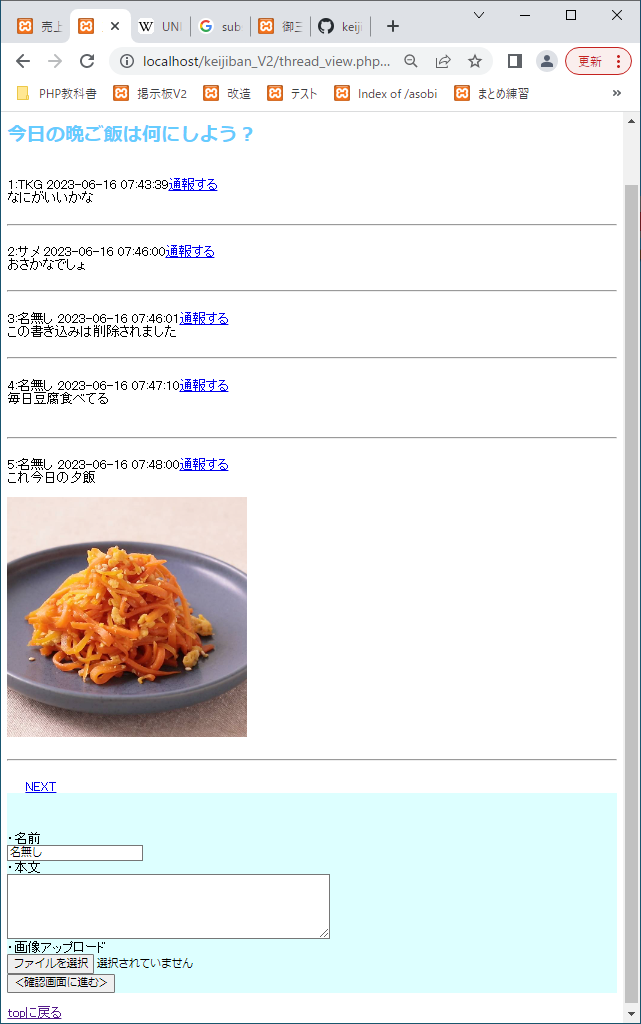 売上
UNI
sub
御三
keiji
localhost/keijiban_V2/thread_view.php...
更新
PHP教科書
掲示板V2
改造
テスト
Index of /asobi
まとめ練習
»
今日の晩ご飯は何にしよう？
1:TKG 2023-06-16 07:43:39通報する
なにがいいかな
2:サメ 2023-06-16 07:46:00通報する
おさかなでしょ
3:名無し 2023-06-16 07:46:01通報する
この書き込みは削除されました
4:名無し 2023-06-16 07:47:10通報する
毎日豆腐食べてる
5:名無し 2023-06-16 07:48:00通報する
これ今日の夕飯
NEXT
・名前
名無し
・本文
・画像アップロード
ファイルを選択 選択されていません
<確認画面に進む>
topに戻る